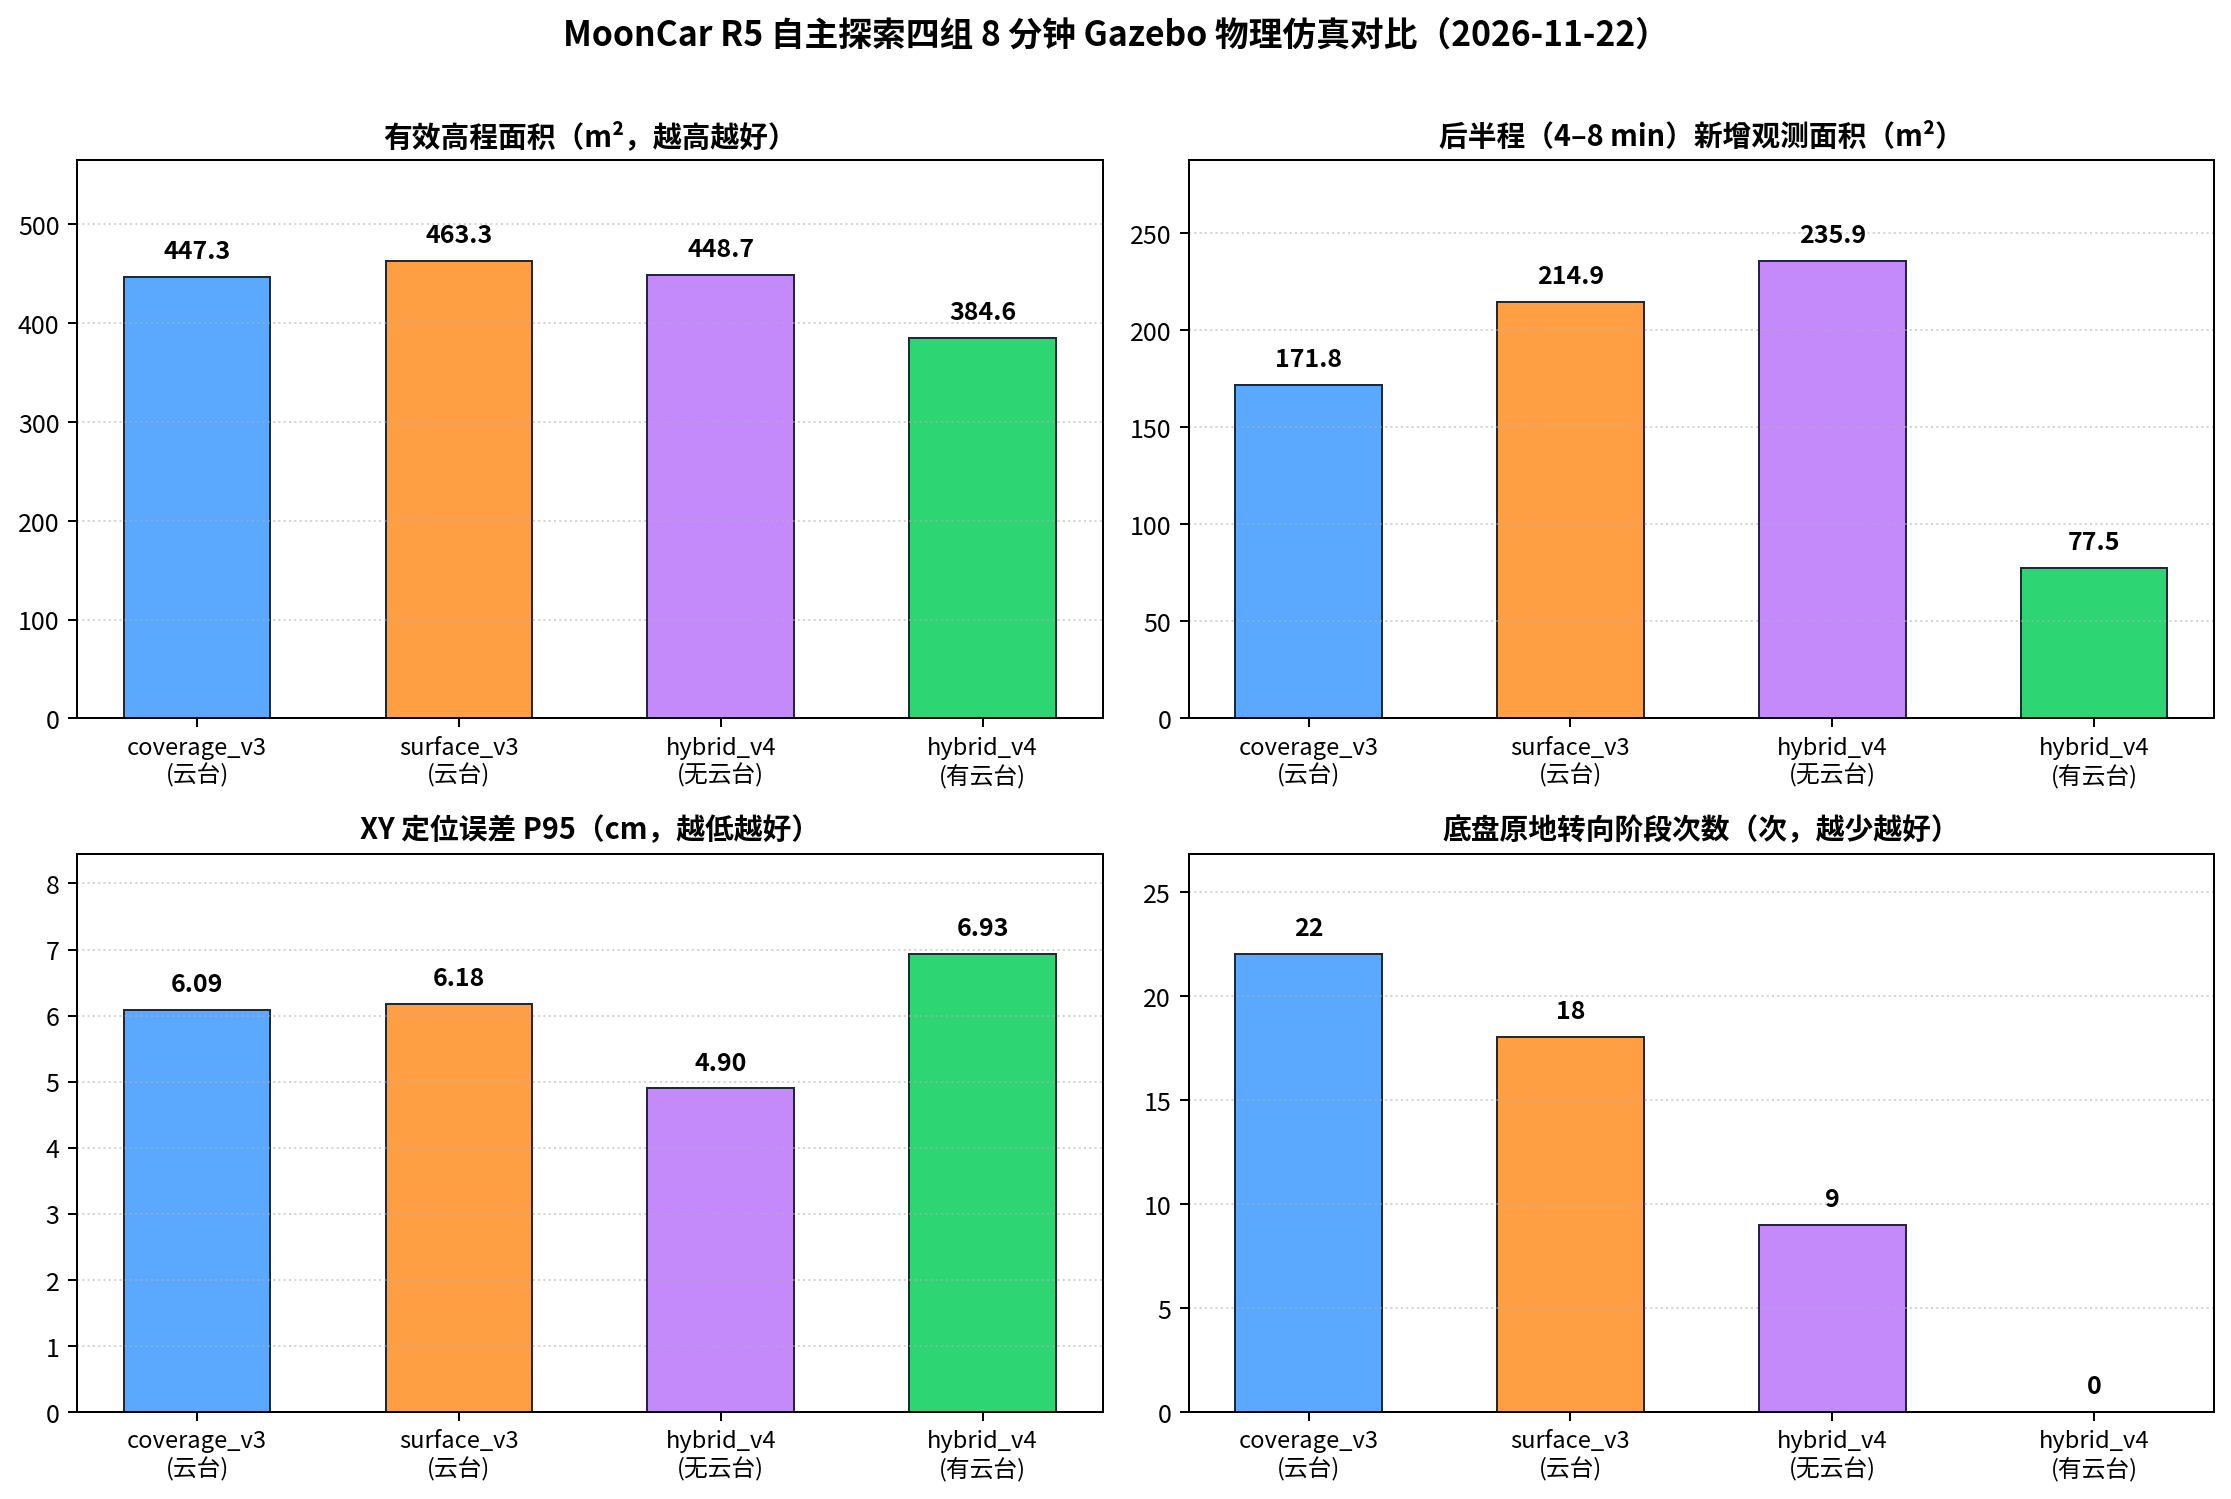 MoonCar R5 自主探索四组 8 分钟 Gazebo 物理仿真对比（2026-11-22）
有效高程面积（m²，越高越好）
500
400
300
200
100
0
447.3
463.3
448.7
384.6
coverage_v3
(云台)
surface_v3
(云台)
hybrid_v4
(无云台)
hybrid_v4
(有云台)
后半程（4–8 min）新增观测面积（m²）
250
200
150
100
50
0
171.8
214.9
235.9
77.5
coverage_v3
(云台)
surface_v3
(云台)
hybrid_v4
(无云台)
hybrid_v4
(有云台)
XY 定位误差 P95（cm，越低越好）
8
7
6
5
4
3
2
1
0
6.09
6.18
4.90
6.93
coverage_v3
(云台)
surface_v3
(云台)
hybrid_v4
(无云台)
hybrid_v4
(有云台)
底盘原地转向阶段次数（次，越少越好）
25
20
15
10
5
0
22
18
9
0
coverage_v3
(云台)
surface_v3
(云台)
hybrid_v4
(无云台)
hybrid_v4
(有云台)